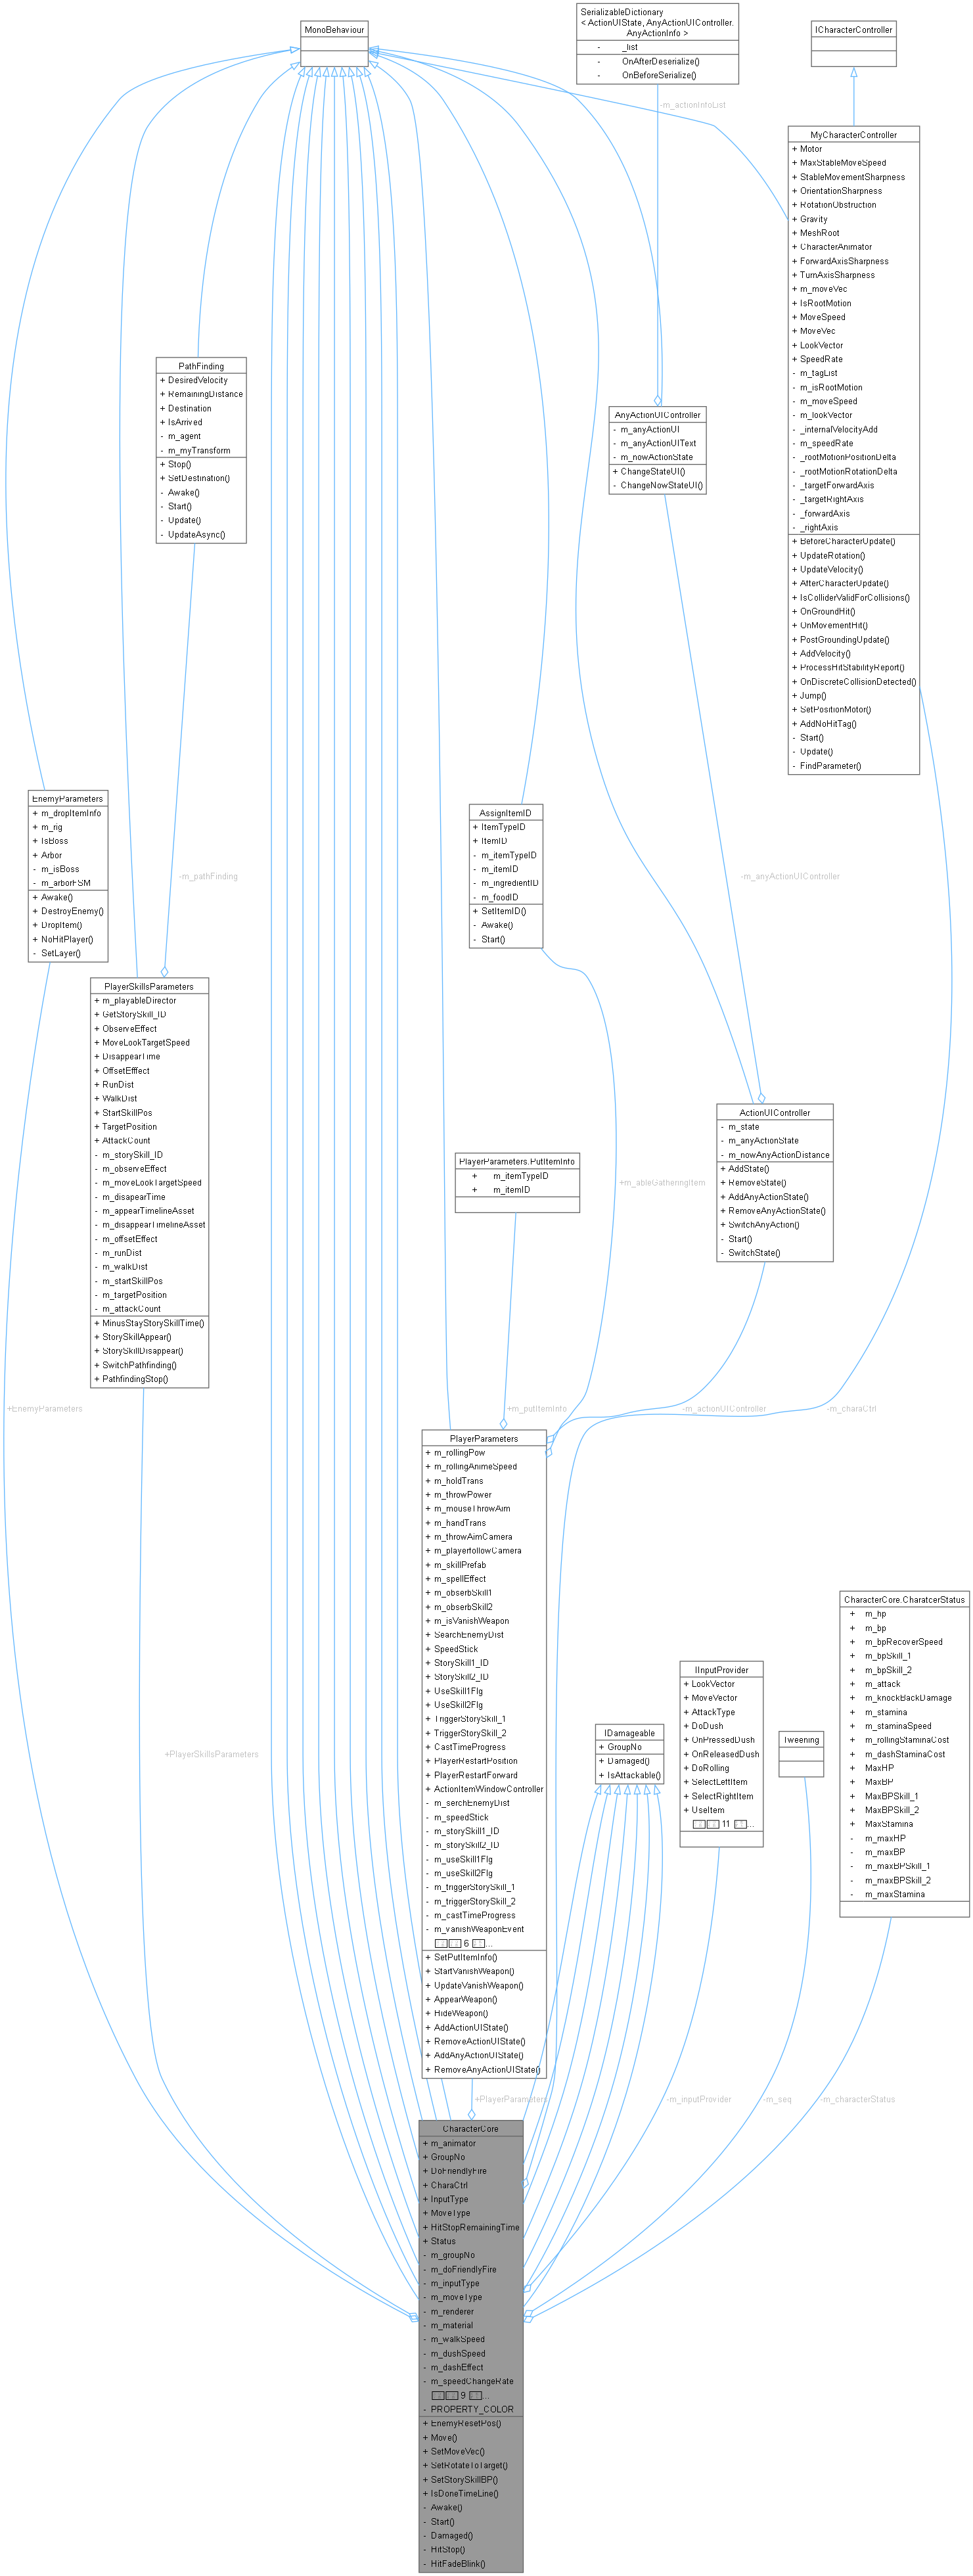 MonoBehaviour
SerializableDictionary
< ActionUIState, AnyActionUIController.
AnyActionInfo >
- _list
- OnAfterDeserialize()
- OnBeforeSerialize()
ICharacterController
-m_actionInfoList
MyCharacterController
+ Motor
+ MaxStableMoveSpeed
+ StableMovementSharpness
+ OrientationSharpness
+ RotationObstruction
+ Gravity
+ MeshRoot
+ CharacterAnimator
+ ForwardAxisSharpness
+ TurnAxisSharpness
+ m_moveVec
+ IsRootMotion
+ MoveSpeed
+ MoveVec
+ LookVector
+ SpeedRate
- m_tagList
- m_isRootMotion
- m_moveSpeed
- m_lookVector
- _internalVelocityAdd
- m_speedRate
- _rootMotionPositionDelta
- _rootMotionRotationDelta
- _targetForwardAxis
- _targetRightAxis
- _forwardAxis
- _rightAxis
+ BeforeCharacterUpdate()
+ UpdateRotation()
+ UpdateVelocity()
+ AfterCharacterUpdate()
+ IsColliderValidForCollisions()
+ OnGroundHit()
+ OnMovementHit()
+ PostGroundingUpdate()
+ AddVelocity()
+ ProcessHitStabilityReport()
+ OnDiscreteCollisionDetected()
+ Jump()
+ SetPositionMotor()
+ AddNoHitTag()
- Start()
- Update()
- FindParameter()
PathFinding
+ DesiredVelocity
+ RemainingDistance
+ Destination
+ IsArrived
- m_agent
- m_myTransform
+ Stop()
+ SetDestination()
- Awake()
- Start()
- Update()
- UpdateAsync()
AnyActionUIController
- m_anyActionUI
- m_anyActionUIText
- m_nowActionState
+ ChangeStateUI()
- ChangeNowStateUI()
EnemyParameters
+ m_dropItemInfo
+ m_rig
+ IsBoss
+ Arbor
- m_isBoss
- m_arborFSM
+ Awake()
+ DestroyEnemy()
+ DropItem()
+ NoHitPlayer()
- SetLayer()
-m_pathFinding
AssignItemID
+ ItemTypeID
+ ItemID
- m_itemTypeID
- m_itemID
- m_ingredientID
- m_foodID
+ SetItemID()
- Awake()
- Start()
-m_anyActionUIController
PlayerSkillsParameters
+ m_playableDirector
+ GetStorySkill_ID
+ ObserveEffect
+ MoveLookTargetSpeed
+ DisappearTime
+ OffsetEfffect
+ RunDist
+ WalkDist
+ StartSkillPos
+ TargetPosition
+ AttackCount
- m_storySkill_ID
- m_observeEffect
- m_moveLookTargetSpeed
- m_disapearTime
- m_appearTimelineAsset
- m_disappearTimelineAsset
- m_offsetEffect
- m_runDist
- m_walkDist
- m_startSkillPos
- m_targetPosition
- m_attackCount
+ MinusStayStorySkillTime()
+ StorySkillAppear()
+ StorySkillDisappear()
+ SwitchPathfinding()
+ PathfindingStop()
ActionUIController
- m_state
- m_anyActionState
- m_nowAnyActionDistance
+ AddState()
+ RemoveState()
+ AddAnyActionState()
+ RemoveAnyActionState()
+ SwitchAnyAction()
- Start()
- SwitchState()
PlayerParameters.PutItemInfo
+ m_itemTypeID
+ m_itemID
+m_ableGatheringItem
+EnemyParameters
+m_putItemInfo
-m_actionUIController
-m_charaCtrl
PlayerParameters
+ m_rollingPow
+ m_rollingAnimeSpeed
+ m_holdTrans
+ m_throwPower
+ m_mouseThrowAim
+ m_handTrans
+ m_throwAimCamera
+ m_playerfollowCamera
+ m_skillPrefab
+ m_spellEffect
+ m_obserbSkill1
+ m_obserbSkill2
+ m_isVanishWeapon
+ SearchEnemyDist
+ SpeedStick
+ StorySkill1_ID
+ StorySkill2_ID
+ UseSkill1Flg
+ UseSkill2Flg
+ TriggerStorySkill_1
+ TriggerStorySkill_2
+ CastTimeProgress
+ PlayerRestartPosition
+ PlayerRestartForward
+ ActionItemWindowController
- m_serchEnemyDist
- m_speedStick
- m_storySkill1_ID
- m_storySkill2_ID
- m_useSkill1Flg
- m_useSkill2Flg
- m_triggerStorySkill_1
- m_triggerStorySkill_2
- m_castTimeProgress
- m_vanishWeaponEvent
6 ...
+ SetPutItemInfo()
+ StartVanishWeapon()
+ UpdateVanishWeapon()
+ AppearWeapon()
+ HideWeapon()
+ AddActionUIState()
+ RemoveActionUIState()
+ AddAnyActionUIState()
+ RemoveAnyActionUIState()
+PlayerSkillsParameters
IDamageable
+ GroupNo
+ Damaged()
+ IsAttackable()
IInputProvider
+ LookVector
+ MoveVector
+ AttackType
+ DoDush
+ OnPressedDush
+ OnReleasedDush
+ DoRolling
+ SelectLeftItem
+ SelectRightItem
+ UseItem
11 ...
Tweening
CharacterCore.CharatcerStatus
+ m_hp
+ m_bp
+ m_bpRecoverSpeed
+ m_bpSkill_1
+ m_bpSkill_2
+ m_attack
+ m_knockBackDamage
+ m_stamina
+ m_staminaSpeed
+ m_rollingStaminaCost
+ m_dashStaminaCost
+ MaxHP
+ MaxBP
+ MaxBPSkill_1
+ MaxBPSkill_2
+ MaxStamina
- m_maxHP
- m_maxBP
- m_maxBPSkill_1
- m_maxBPSkill_2
- m_maxStamina
+PlayerParameters
-m_inputProvider
-m_seq
-m_characterStatus
CharacterCore
+ m_animator
+ GroupNo
+ DoFriendlyFire
+ CharaCtrl
+ InputType
+ MoveType
+ HitStopRemainingTime
+ Status
- m_groupNo
- m_doFriendlyFire
- m_inputType
- m_moveType
- m_renderer
- m_material
- m_walkSpeed
- m_dushSpeed
- m_dashEffect
- m_speedChangeRate
9 ...
- PROPERTY_COLOR
+ EnemyResetPos()
+ Move()
+ SetMoveVec()
+ SetRotateToTarget()
+ SetStorySkillBP()
+ IsDoneTimeLine()
- Awake()
- Start()
- Damaged()
- HitStop()
- HitFadeBlink()